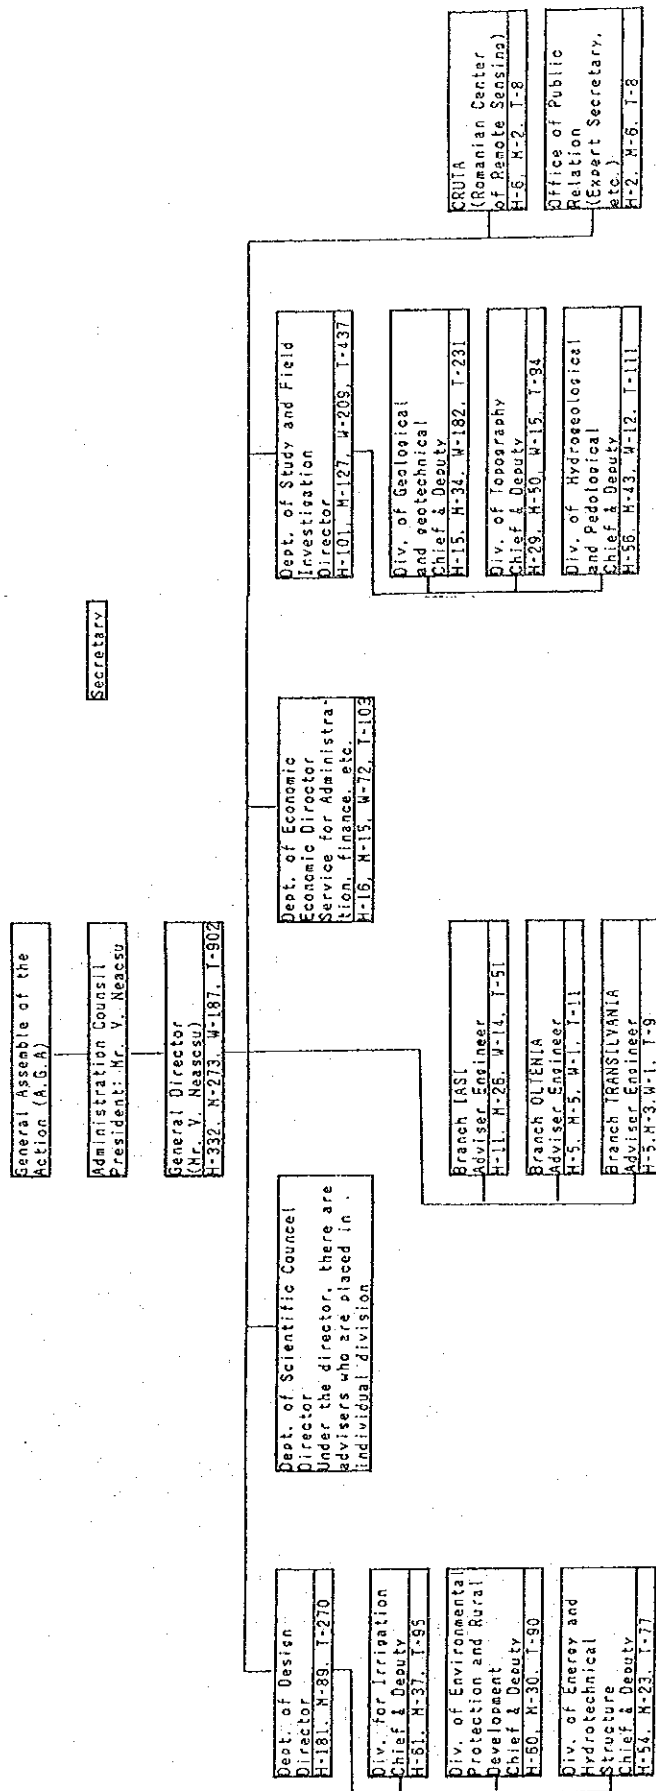 General Assemble of the
Action (A.G.A)
Administration Counsil
President: Mr. V. Neacsu
General Director
(Mr. V. Neascsu)
H-332, M-273, W-187, T-902
Secretary
Dept. of Design
Director
H-181, M-89, T-270
Div. for Irrigation
Chief & Deputy
H-61, M-37, T-95
Div. of Environmental
Protection and Rural
Development
Chief & Deputy
H-60, M-30, T-90
Div. of Energy and
Hydrotechnical
Structure
Chief & Deputy
H-54, M-23, T-77
Dept. of Scientific Councel
Director
Under the director, there are
advisers who are placed in
individual division
Branch IASI
Adviser Engineer
H-11, M-26, W-14, T-51
Branch OLTENIA
Adviser Engineer
H-5, M-5, W-1, T-11
Branch TRANSILVANIA
Adviser Engineer
H-5,M-3,W-1, T-9
Dept. of Economic
Economic Diroctor
Service for Administra-
tion, finance, etc.
H-16, M-15, W-72, T-103
Dept. of Study and Field
Investigation
Director
H-101, M-127, W-209, T-437
Div. of Geological
and geotechnical
Chief & Deputy
H-15, M-34, W-182, T-231
Div. of Topography
Chief & Deputy
H-29, M-50, W-15, T-94
Div. of Hydrogeological
and Pedological
Chief & Deputy
H-56, M-43, W-12, T-111
CRUTA
(Romanian Center
of Remote Sensing)
H-6, M-2, T-8
Office of Public
Relation
(Expert Secretary,
etc.)
H-2, M-6, T-8